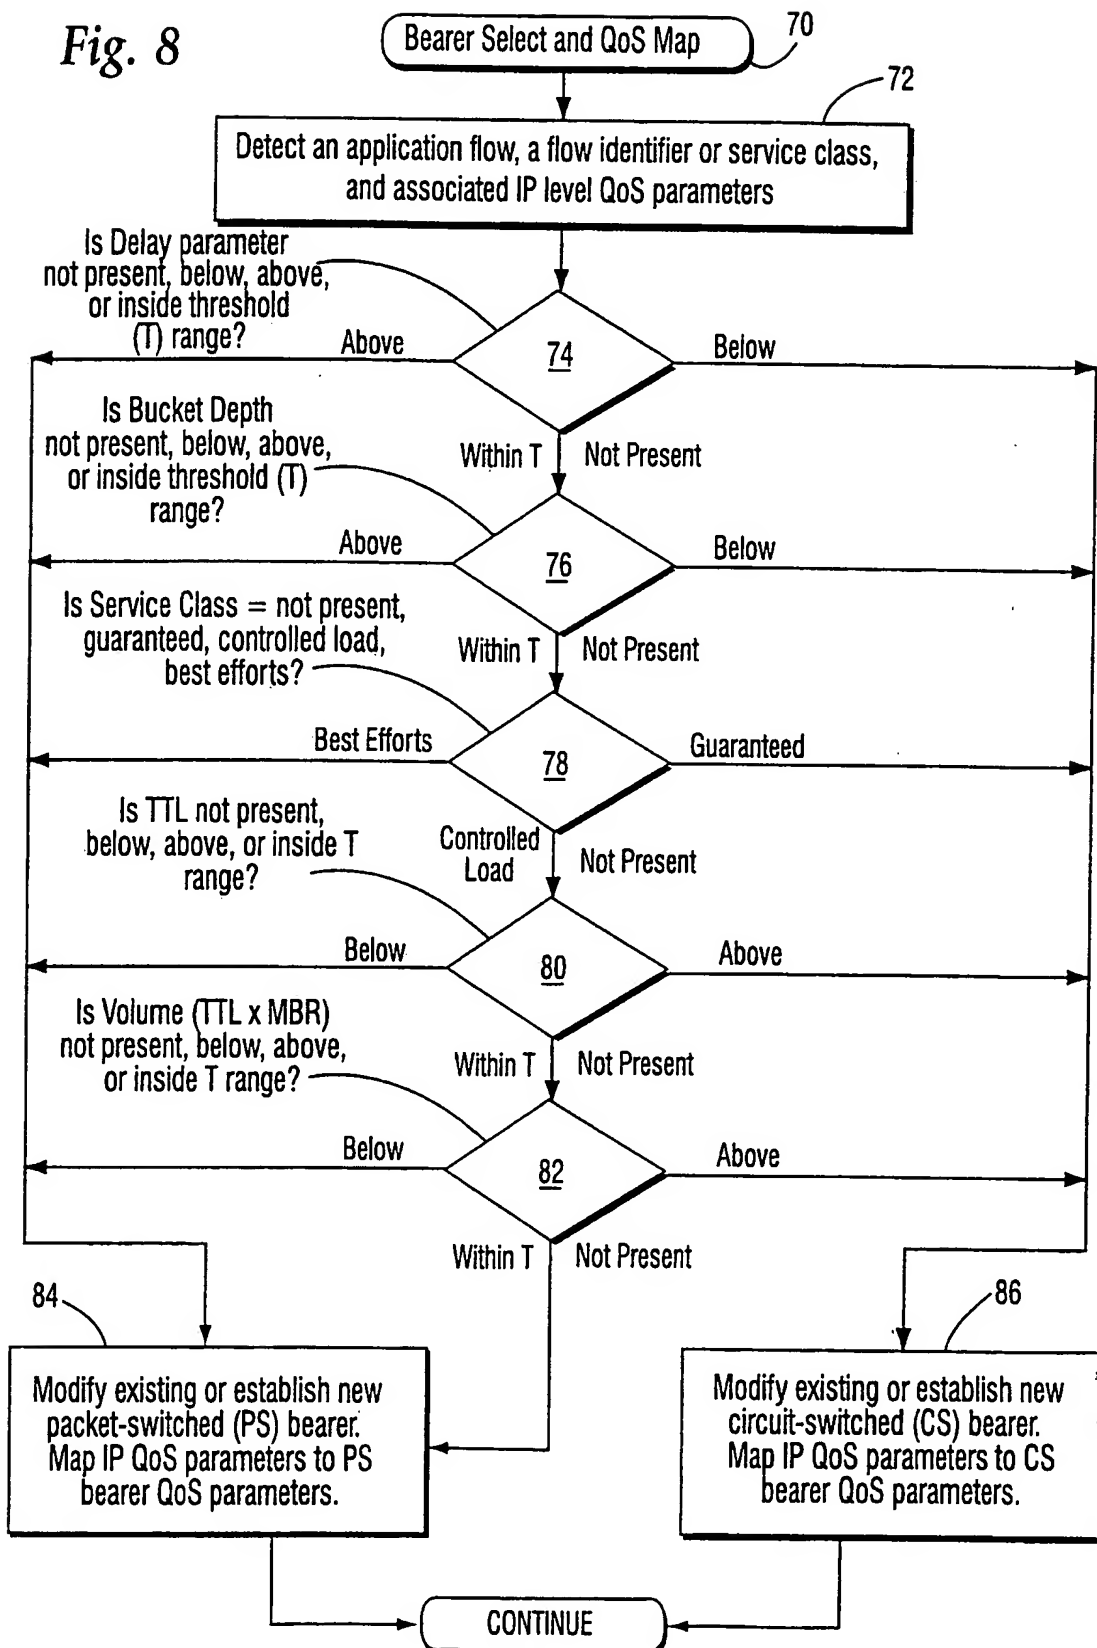 Fig. 8
Bearer Select and QoS Map
70
72
Detect an application flow, a flow identifier or service class,
and associated IP level QoS parameters
Is Delay parameter
not present, below, above,
or inside threshold
(T) range?
Above
74
Below
Within T
Not Present
Is Bucket Depth
not present, below, above,
or inside threshold (T)
range?
Above
76
Below
Within T
Not Present
Is Service Class = not present,
guaranteed, controlled load,
best efforts?
Best Efforts
78
Guaranteed
Controlled
Load
Not Present
Is TTL not present,
below, above, or inside T
range?
Below
80
Above
Within T
Not Present
Is Volume (TTL x MBR)
not present, below, above,
or inside T range?
Below
82
Above
Within T
Not Present
84
Modify existing or establish new
packet-switched (PS) bearer.
Map IP QoS parameters to PS
bearer QoS parameters.
86
Modify existing or establish new
circuit-switched (CS) bearer.
Map IP QoS parameters to CS
bearer QoS parameters.
CONTINUE